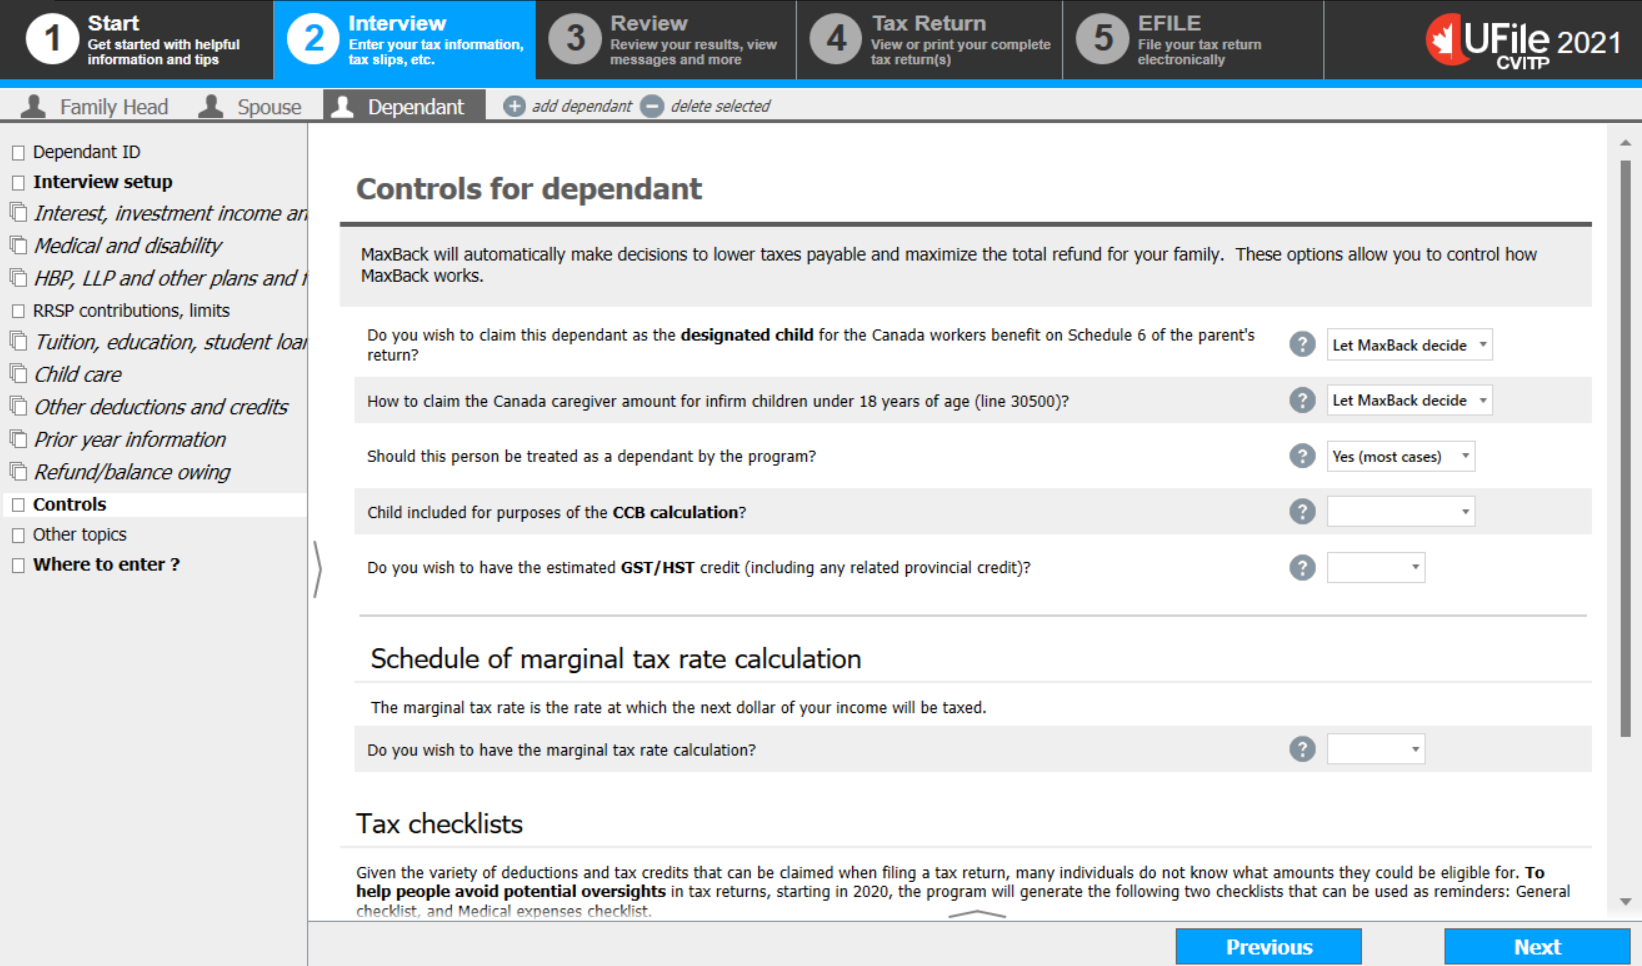 1
Start
Get started with helpful
information and tips
2
Interview
Enter your tax information,
tax slips, etc.
3
Review
Review your results, view
messages and more
4
Tax Return
View or print your complete
tax return(s)
5
EFILE
File your tax return
electronically
UFile 2021
CVITP
Family Head
Spouse
Dependant
+ add dependant
− delete selected
Dependant ID
Interview setup
Interest, investment income an
Medical and disability
HBP, LLP and other plans and f
RRSP contributions, limits
Tuition, education, student loan
Child care
Other deductions and credits
Prior year information
Refund/balance owing
Controls
Other topics
Where to enter ?
Controls for dependant
MaxBack will automatically make decisions to lower taxes payable and maximize the total refund for your family. These options allow you to control how
MaxBack works.
Do you wish to claim this dependant as the designated child for the Canada workers benefit on Schedule 6 of the parent's
return?
? Let MaxBack decide
How to claim the Canada caregiver amount for infirm children under 18 years of age (line 30500)?
? Let MaxBack decide
Should this person be treated as a dependant by the program?
? Yes (most cases)
Child included for purposes of the CCB calculation?
?
Do you wish to have the estimated GST/HST credit (including any related provincial credit)?
?
Schedule of marginal tax rate calculation
The marginal tax rate is the rate at which the next dollar of your income will be taxed.
Do you wish to have the marginal tax rate calculation?
?
Tax checklists
Given the variety of deductions and tax credits that can be claimed when filing a tax return, many individuals do not know what amounts they could be eligible for. To
help people avoid potential oversights in tax returns, starting in 2020, the program will generate the following two checklists that can be used as reminders: General
checklist, and Medical expenses checklist.
Previous
Next